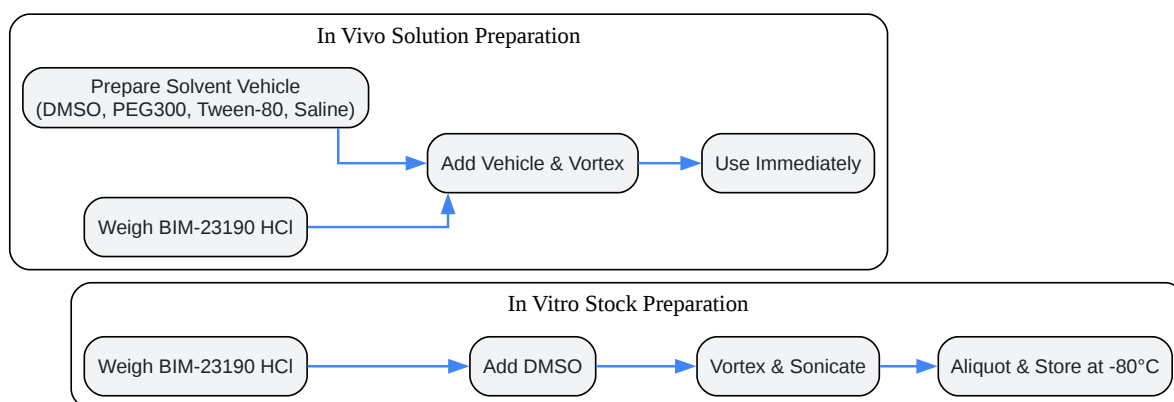 In Vivo Solution Preparation
Prepare Solvent Vehicle
(DMSO, PEG300, Tween-80, Saline)
Add Vehicle & Vortex
Use Immediately
Weigh BIM-23190 HCl
In Vitro Stock Preparation
Weigh BIM-23190 HCl
Add DMSO
Vortex & Sonicate
Aliquot & Store at -80°C